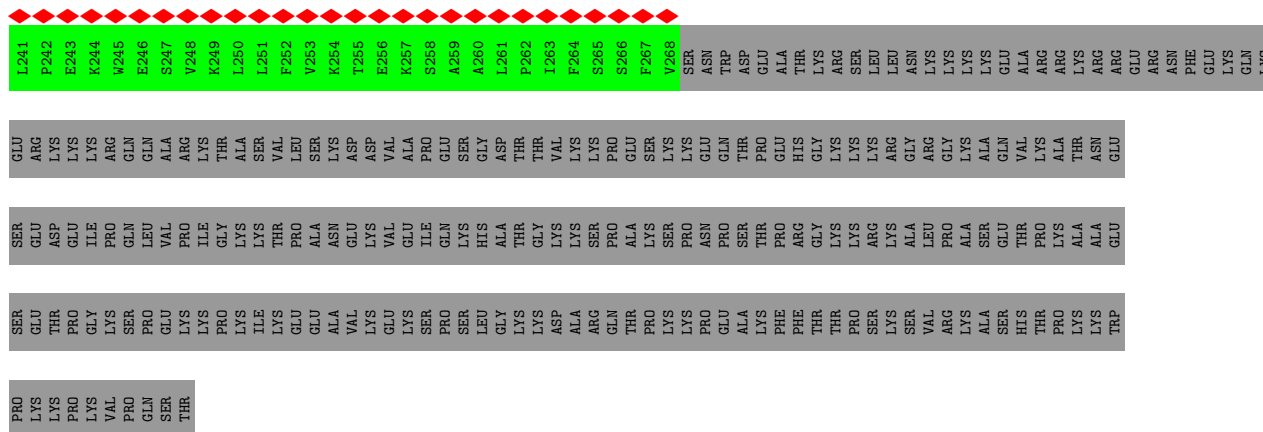 L241 P242 E243 K244 W245 E246 S247 V248 K249 L250 L251 F252 V253 K254 T255 E256 K257 S258 A259 A260 L261 P262 I263 F264 S265 S266 F267 V268 SER ASN TRP ASP GLU ALA THR LYS ARG SER LEU LEU ASN LYS LYS LYS LYS GLU ALA ARG ARG LYS ARG ARG GLU ARG ASN PHE GLU LYS GLN LYS
GLU ARG LYS LYS LYS ARG GLN GLN ALA ARG LYS THR ALA SER VAL LEU SER LYS ASP ASP VAL ALA PRO GLU SER GLY ASP THR THR VAL LYS LYS PRO GLU SER LYS LYS GLU GLN THR PRO GLU HIS GLY LYS LYS LYS ARG GLY ARG GLY LYS ALA GLN VAL LYS ALA THR ASN GLU
SER GLU ASP GLU ILE PRO GLN LEU VAL PRO ILE GLY LYS LYS THR PRO ALA ASN GLU LYS VAL GLU ILE GLN LYS HIS ALA THR GLY LYS LYS SER PRO ALA LYS SER PRO ASN PRO SER THR PRO ARG GLY LYS LYS ARG LYS ALA LEU PRO ALA SER GLU THR PRO LYS ALA ALA GLU
SER GLU THR PRO GLY LYS SER PRO GLU LYS LYS PRO LYS ILE LYS GLU GLU ALA VAL LYS GLU LYS SER PRO SER LEU GLY LYS LYS ASP ALA ARG GLN THR PRO LYS LYS PRO GLU ALA LYS PHE PHE THR THR PRO SER LYS SER VAL ARG LYS ALA SER HIS THR PRO LYS LYS TRP
PRO LYS LYS PRO LYS VAL PRO GLN SER THR